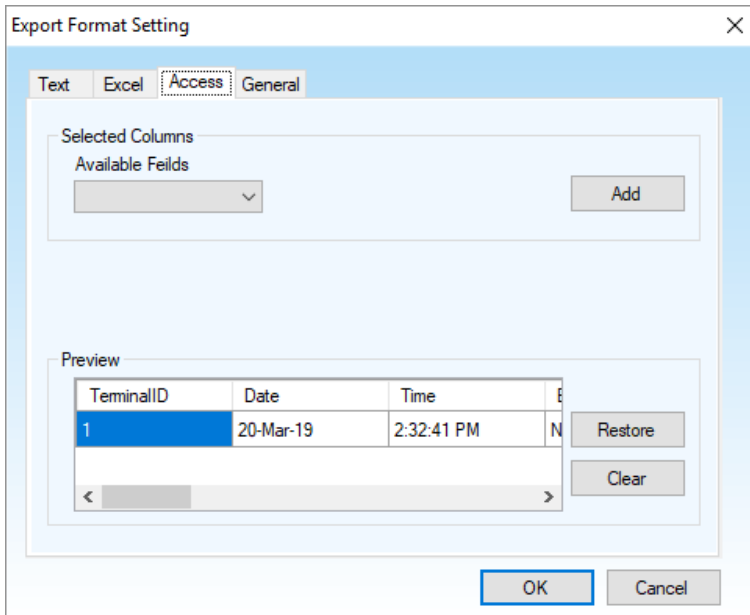 Export Format Setting
Text Excel Access General
Selected Columns
Available Feilds
Add
Preview
TerminalID Date Time
1 20-Mar-19 2:32:41 PM N
Restore
Clear
OK Cancel